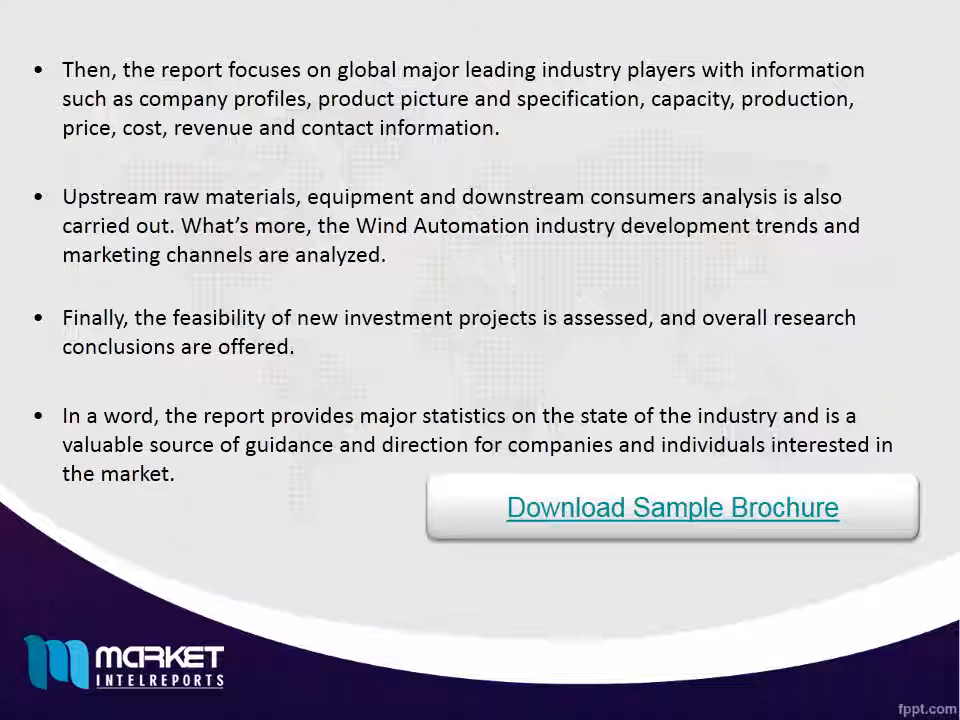 • Then, the report focuses on global major leading industry players with information
such as company profiles, product picture and specification, capacity, production,
price, cost, revenue and contact information.
• Upstream raw materials, equipment and downstream consumers analysis is also
carried out. What’s more, the Wind Automation industry development trends and
marketing channels are analyzed.
• Finally, the feasibility of new investment projects is assessed, and overall research
conclusions are offered.
• In a word, the report provides major statistics on the state of the industry and is a
valuable source of guidance and direction for companies and individuals interested in
the market.
Download Sample Brochure
MARKET
INTELREPORTS
fppt.com